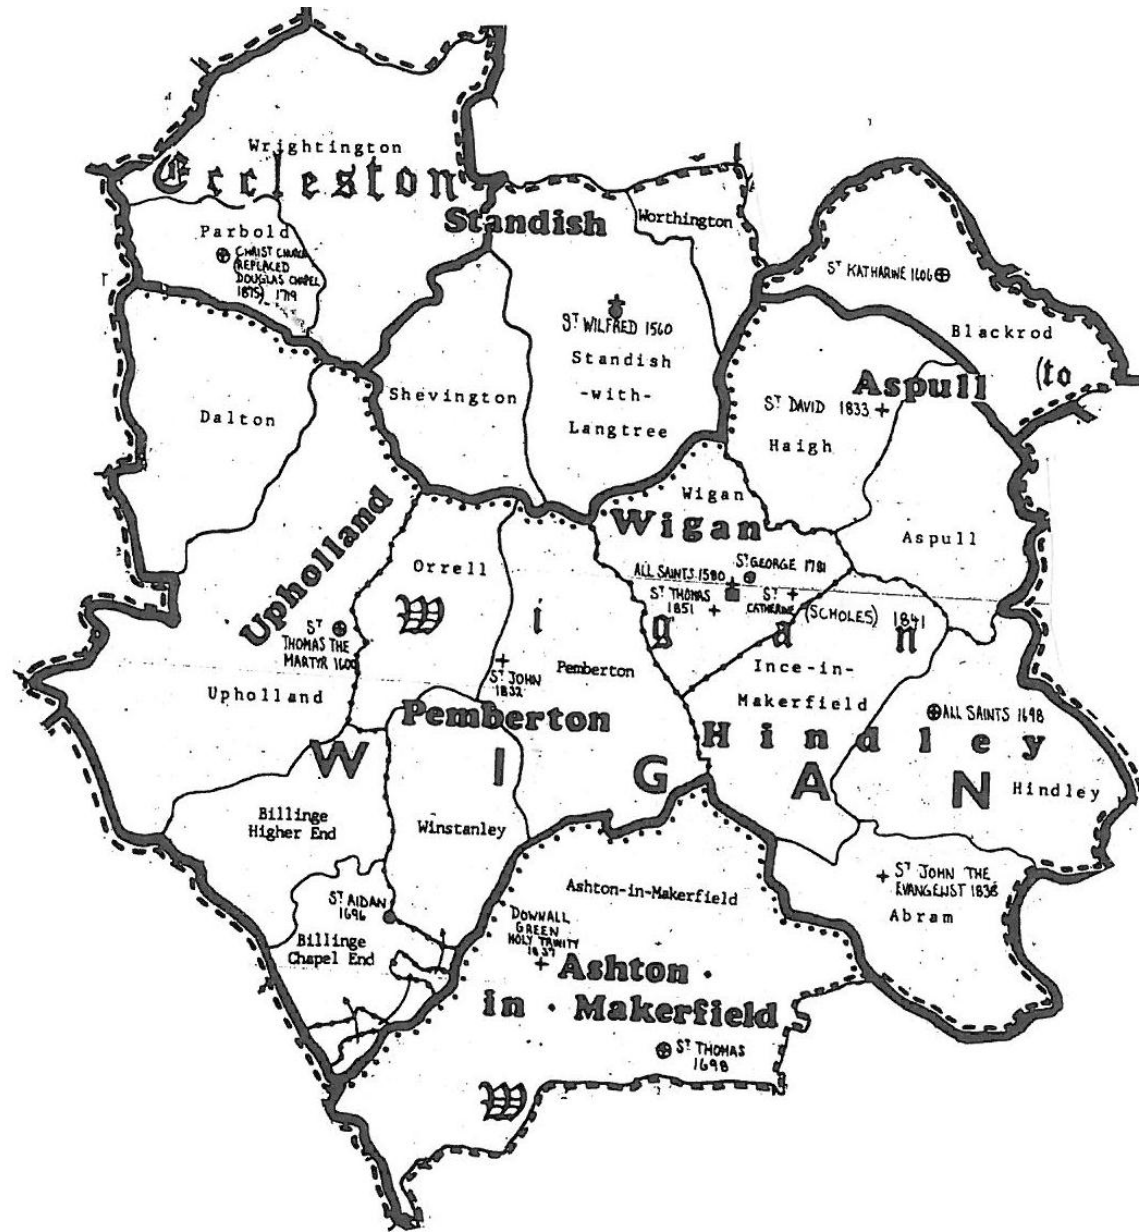 Wrightington
Eccleston
Standish
Worthington
Parbold
CHRIST CHURCH
(REPLACED
DOUGLAS CHAPEL
1875) 1719
ST KATHARINE 1606
Blackrod
(to
ST WILFRED 1560
Standish
-with-
Langtree
Shevington
Aspull
ST DAVID 1833
Haigh
Dalton
Wigan
Wigan
Aspull
Upholland
Orrell
ALL SAINTS 1580
ST GEORGE 1781
ST THOMAS
1851
ST
CATHERINE
(SCHOLES) 1841
W i g a n
ST
THOMAS THE
MARTYR 1600
Upholland
ST JOHN
1832
Pemberton
Ince-in-
Makerfield
Pemberton
ALL SAINTS 1698
Hindley
WIGAN
Hindley
Billinge
Higher End
Winstanley
ST AIDAN
1696
Billinge
Chapel End
Ashton-in-Makerfield
ST JOHN THE
EVANGENST 1838
Abram
DOWNALL
GREEN
HOLY TRINITY
1837
Ashton
in · Makerfield
ST THOMAS
1698
W